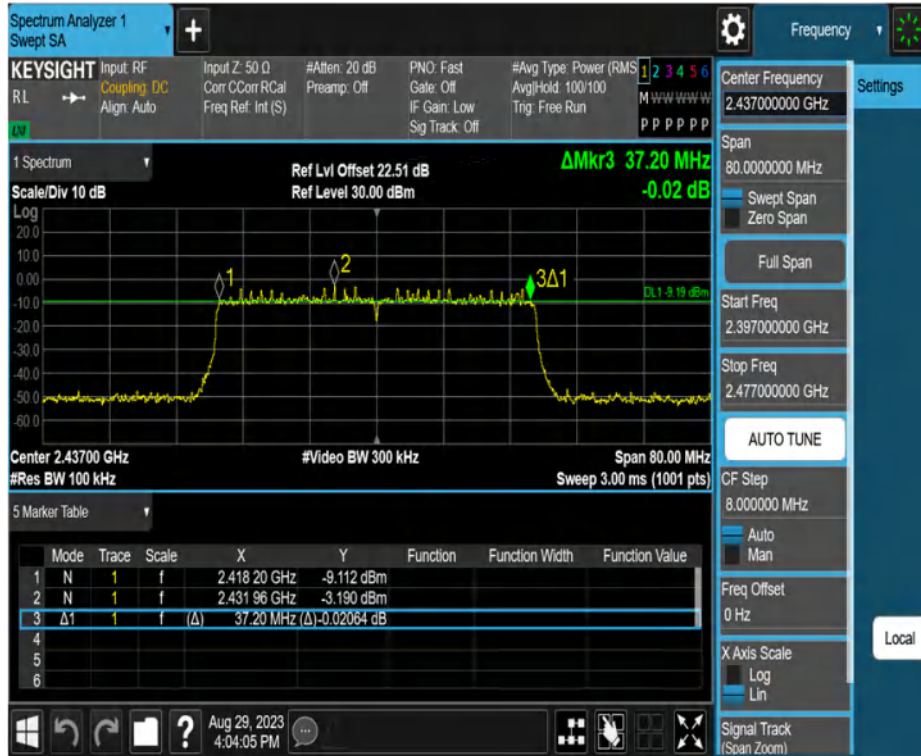 Spectrum Analyzer 1
Swept SA
Frequency
KEYSIGHT
RL
LXI
Input: RF
Coupling: DC
Align: Auto
Input Z: 50 Ω
Corr CCorr RCal
Freq Ref: Int (S)
#Atten: 20 dB
Preamp: Off
PNO: Fast
Gate: Off
IF Gain: Low
Sig Track: Off
#Avg Type: Power (RMS
Avg|Hold: 100/100
Trig: Free Run
1 2 3 4 5 6
M W W W W W
P P P P P P
1 Spectrum
Scale/Div 10 dB
Ref Lvl Offset 22.51 dB
Ref Level 30.00 dBm
ΔMkr3 37.20 MHz
-0.02 dB
Log
20.0
10.0
0.00
-10.0
-20.0
-30.0
-40.0
-50.0
-60.0
1
2
3Δ1
DL1 -9.19 dBm
Center 2.43700 GHz
#Video BW 300 kHz
Span 80.00 MHz
#Res BW 100 kHz
Sweep 3.00 ms (1001 pts)
5 Marker Table
Mode Trace Scale X Y Function Function Width Function Value
1 N 1 f 2.418 20 GHz -9.112 dBm
2 N 1 f 2.431 96 GHz -3.190 dBm
3 Δ1 1 f (Δ) 37.20 MHz (Δ)-0.02064 dB
4
5
6
?
Aug 29, 2023
4:04:05 PM
Center Frequency
2.437000000 GHz
Settings
Span
80.0000000 MHz
Swept Span
Zero Span
Full Span
Start Freq
2.397000000 GHz
Stop Freq
2.477000000 GHz
AUTO TUNE
CF Step
8.000000 MHz
Auto
Man
Freq Offset
0 Hz
Local
X Axis Scale
Log
Lin
Signal Track
(Span Zoom)